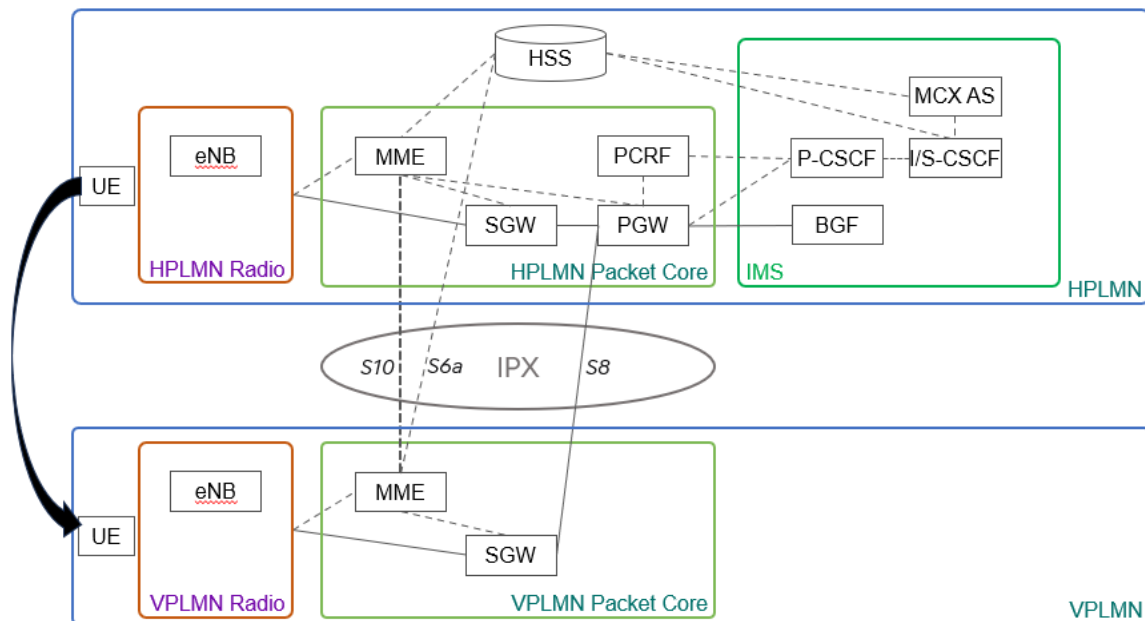 HSS
MCX AS
eNB
MME
PCRF
P-CSCF
I/S-CSCF
UE
SGW
PGW
BGF
HPLMN Radio
HPLMN Packet Core
IMS
HPLMN
S10
S6a
IPX
S8
eNB
MME
UE
SGW
VPLMN Radio
VPLMN Packet Core
VPLMN